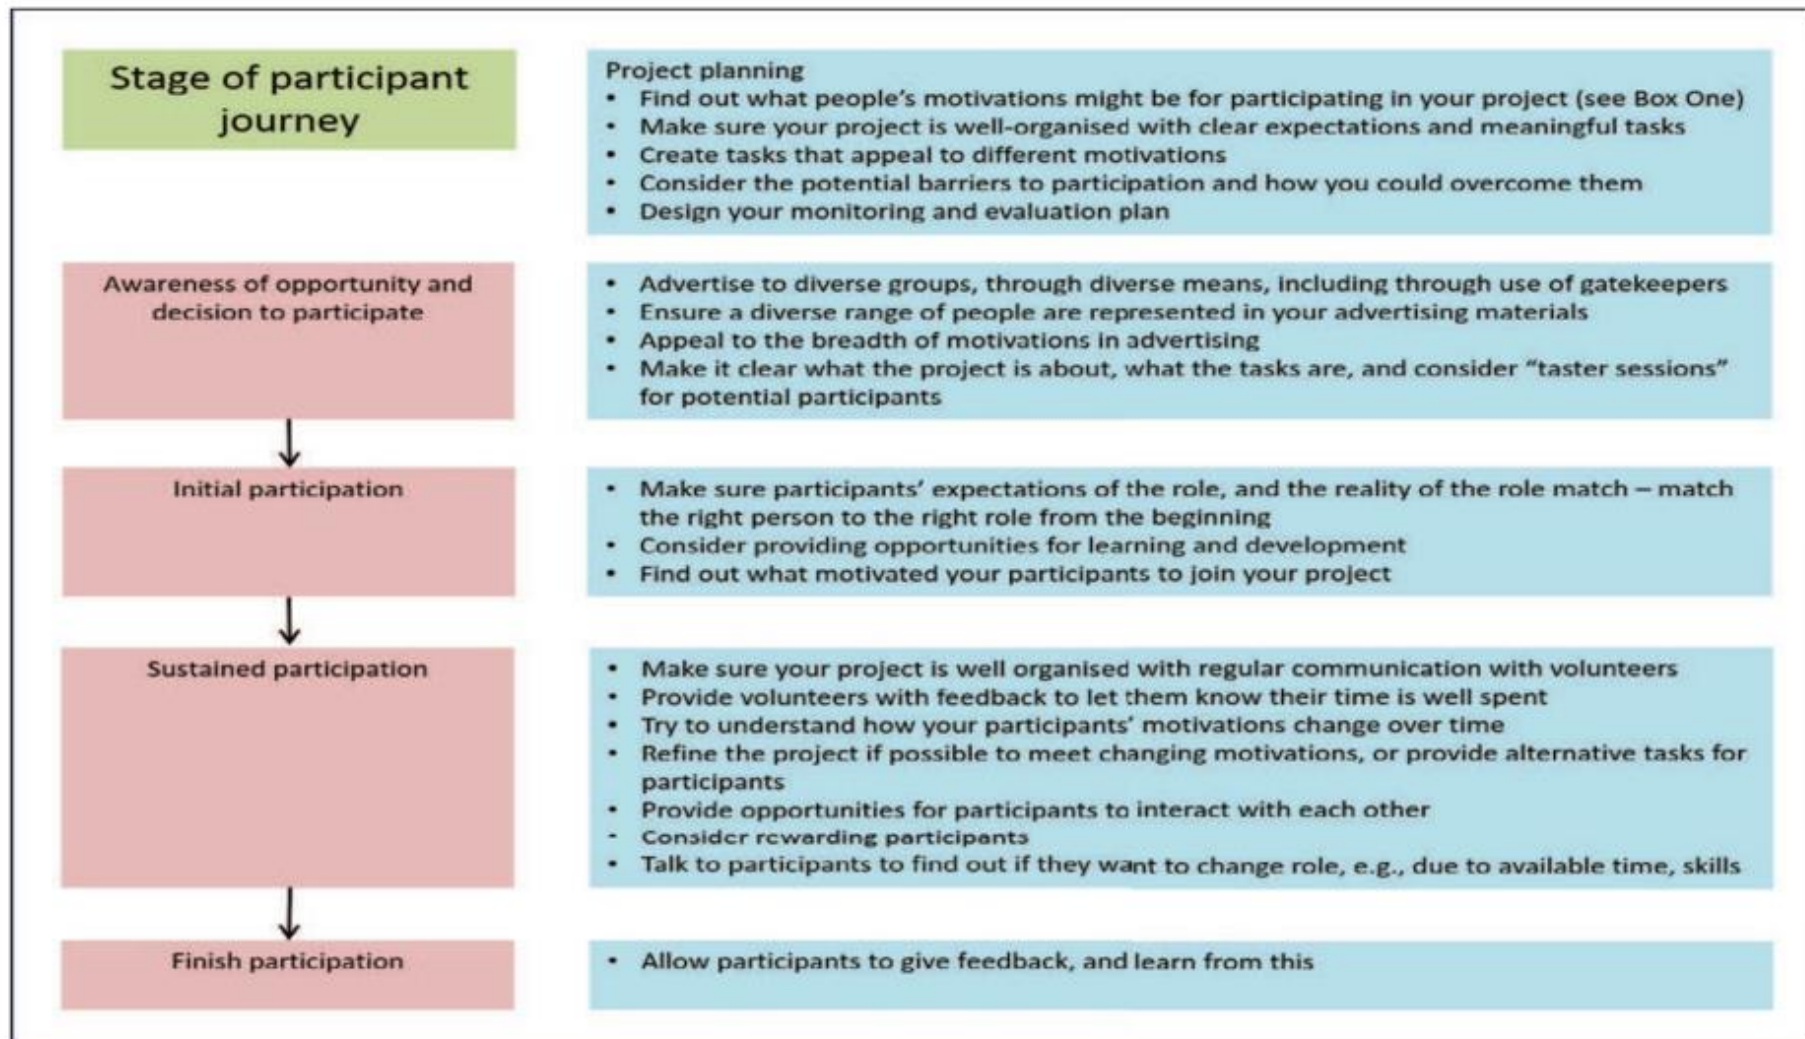 Stage of participant
journey
Project planning
• Find out what people's motivations might be for participating in your project (see Box One)
• Make sure your project is well-organised with clear expectations and meaningful tasks
• Create tasks that appeal to different motivations
• Consider the potential barriers to participation and how you could overcome them
• Design your monitoring and evaluation plan
Awareness of opportunity and
decision to participate
• Advertise to diverse groups, through diverse means, including through use of gatekeepers
• Ensure a diverse range of people are represented in your advertising materials
• Appeal to the breadth of motivations in advertising
• Make it clear what the project is about, what the tasks are, and consider “taster sessions”
for potential participants
Initial participation
• Make sure participants' expectations of the role, and the reality of the role match – match
the right person to the right role from the beginning
• Consider providing opportunities for learning and development
• Find out what motivated your participants to join your project
Sustained participation
• Make sure your project is well organised with regular communication with volunteers
• Provide volunteers with feedback to let them know their time is well spent
• Try to understand how your participants' motivations change over time
• Refine the project if possible to meet changing motivations, or provide alternative tasks for
participants
• Provide opportunities for participants to interact with each other
• Consider rewarding participants
• Talk to participants to find out if they want to change role, e.g., due to available time, skills
Finish participation
• Allow participants to give feedback, and learn from this